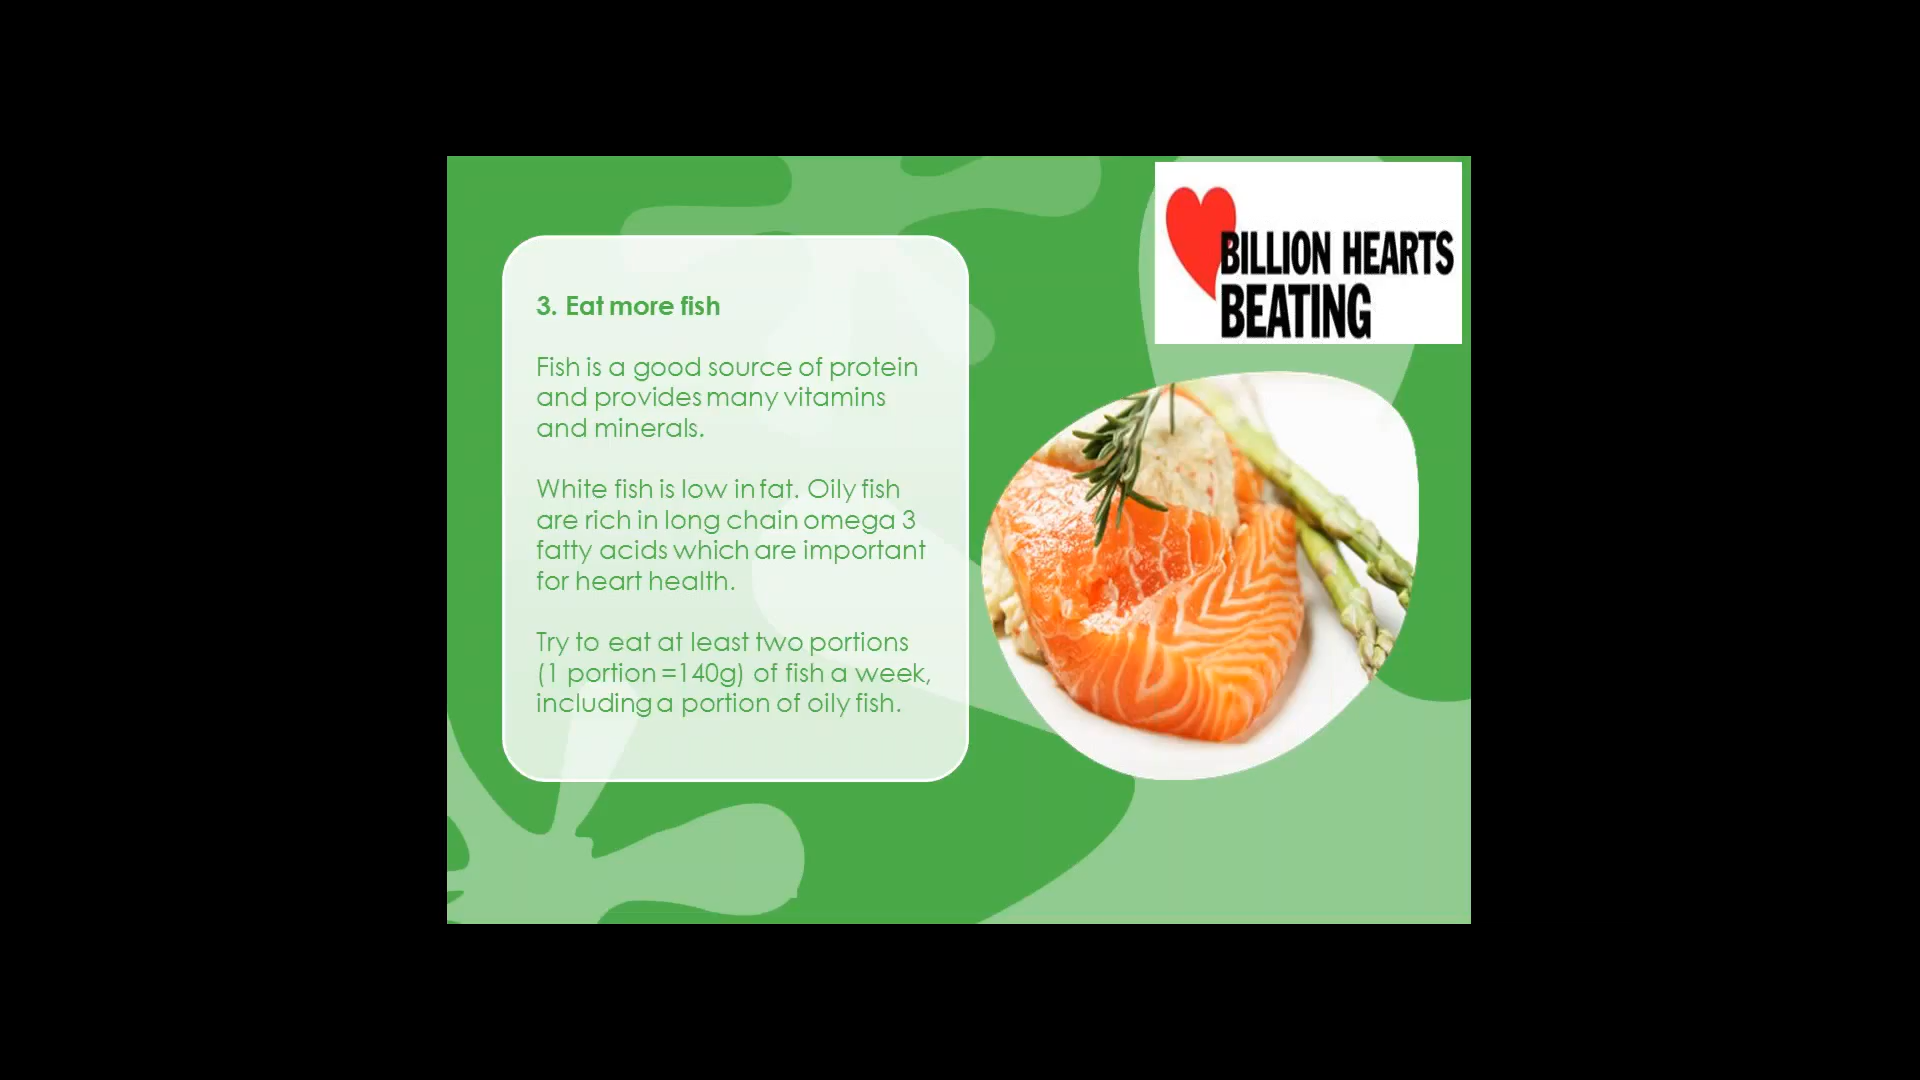 BILLION HEARTS
BEATING
3. Eat more fish
Fish is a good source of protein
and provides many vitamins
and minerals.
White fish is low in fat. Oily fish
are rich in long chain omega 3
fatty acids which are important
for heart health.
Try to eat at least two portions
(1 portion =140g) of fish a week,
including a portion of oily fish.